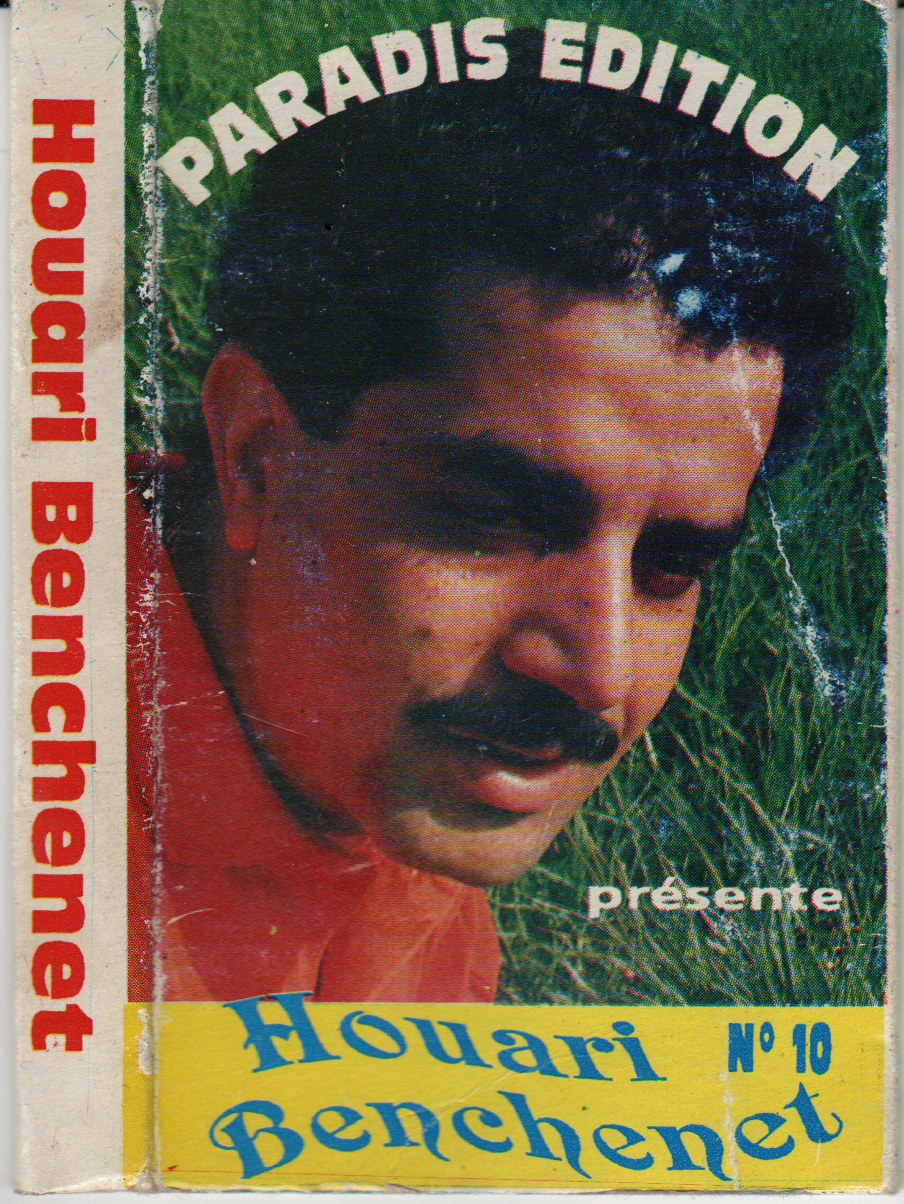 Houari Benchenet
PARADIS EDITION
présente
Houari
N° 10
Benchenet